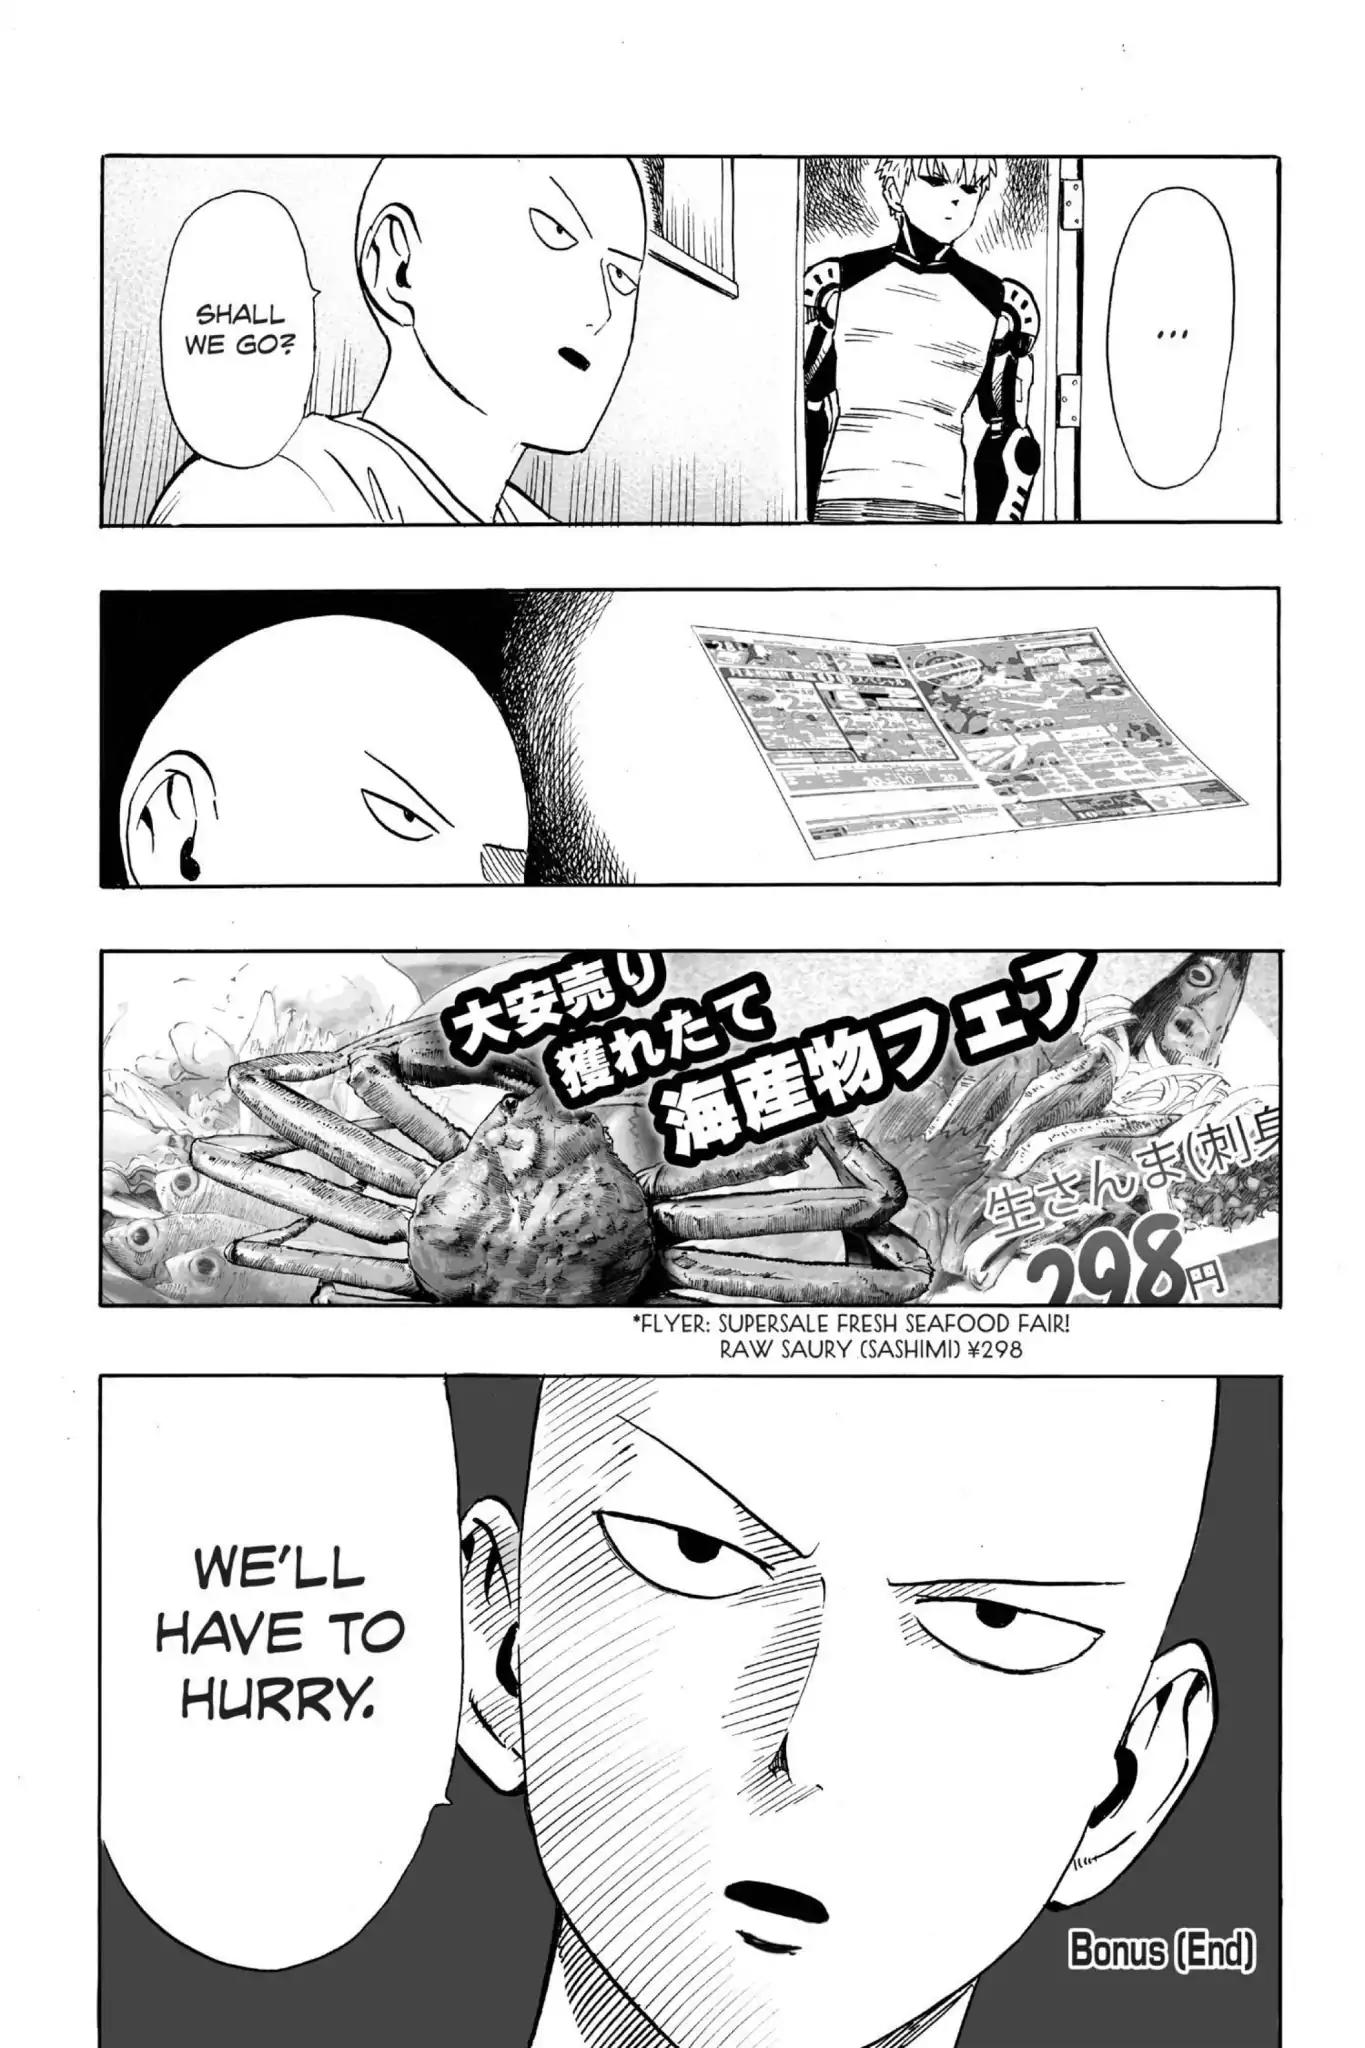 ...
SHALL
WE GO?
大安売り
獲れたて
海産物フェア
生さんま(刺身
298円
*FLYER: SUPERSALE FRESH SEAFOOD FAIR!
RAW SAURY (SASHIMI) ¥298
WE'LL
HAVE TO
HURRY.
Bonus (End)